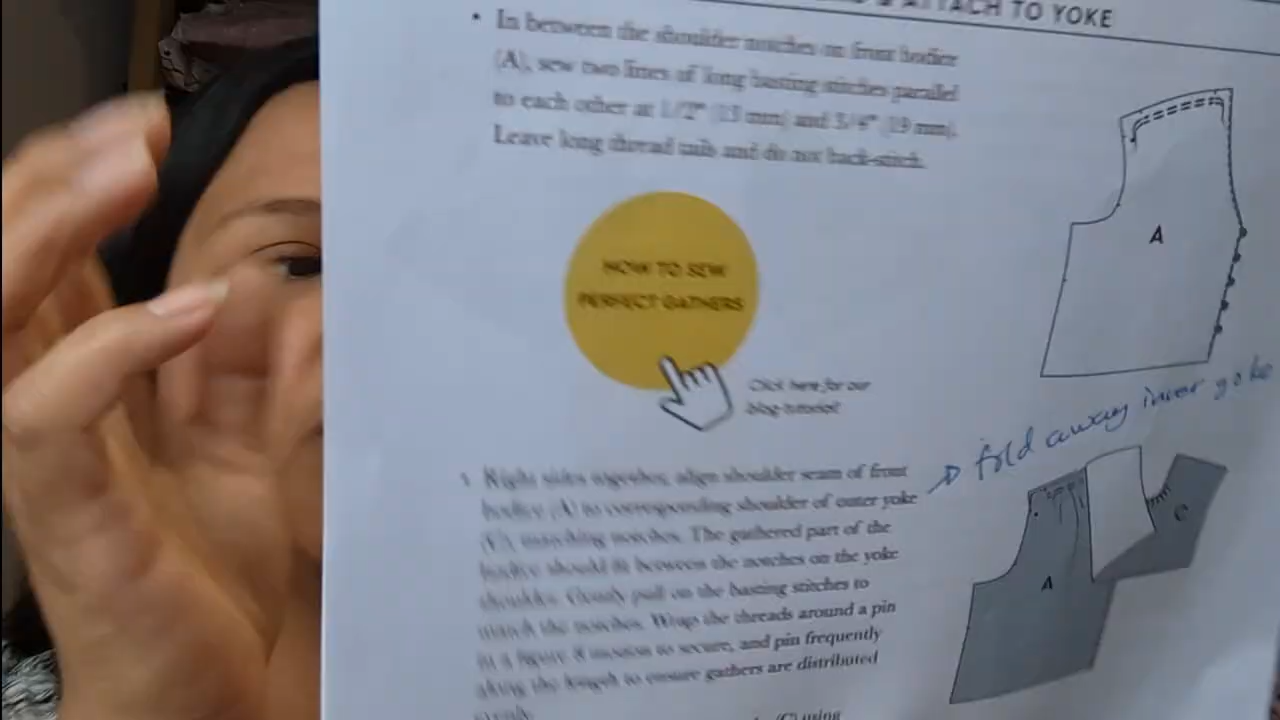 ATTACH TO YOKE
• In between the shoulder notches on front bodice
(A), sew two lines of long basting stitches parallel
to each other at 1/2" (13 mm) and 3/4" (19 mm).
Leave long thread tails and do not back-stitch.
HOW TO SEW
PERFECT GATHERS
Click here for our
blog tutorial!
A
fold away inner yoke
Right sides together, align shoulder seam of front
bodice (A) to corresponding shoulder of outer yoke
(C), matching notches. The gathered part of the
bodice should fit between the notches on the yoke
shoulder. Gently pull on the basting stitches to
match the notches. Wrap the threads around a pin
in a figure 8 motion to secure, and pin frequently
along the length to ensure gathers are distributed
evenly.
(C) using
A
C